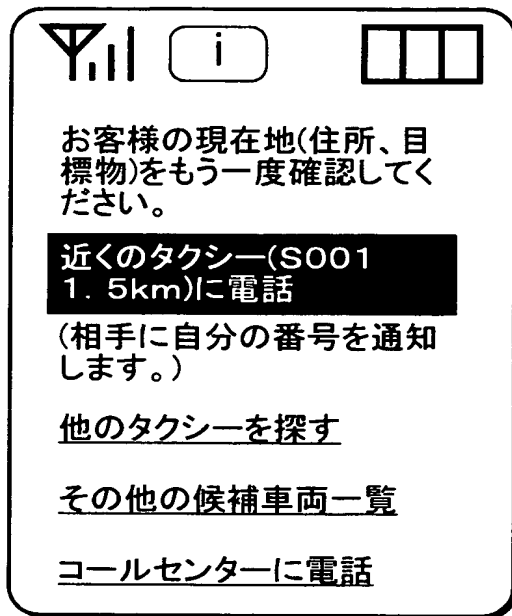 i
お客様の現在地(住所、目
標物)をもう一度確認してく
ださい。
近くのタクシー(S001
1. 5km)に電話
(相手に自分の番号を通知
します。)
他のタクシーを探す
その他の候補車両一覧
コールセンターに電話